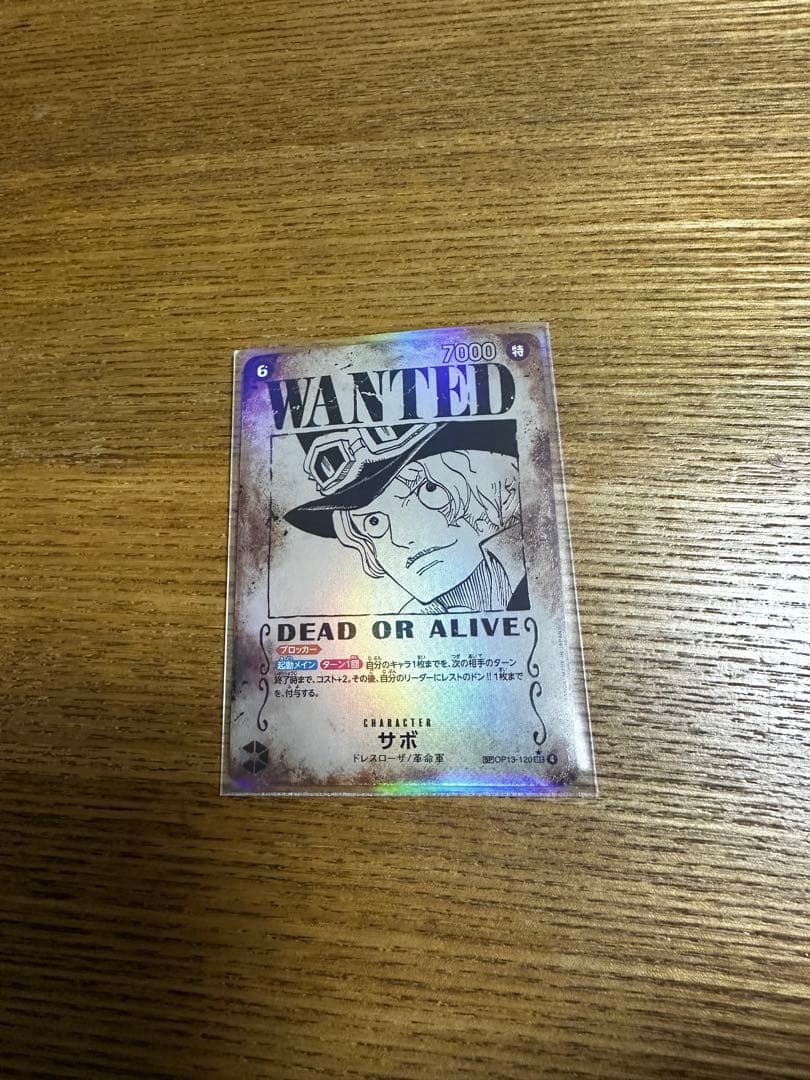 6 7000 特
WANTED
DEAD OR ALIVE
ブロッカー
起動メイン ターン1回 自分のキャラ1枚までを、次の相手のターン
終了時まで、コスト+2。その後、自分のリーダーにレストのドン!!1枚まで
を、付与する。
CHARACTER
サボ
ドレスローザ/革命軍
SP OP13-120 4